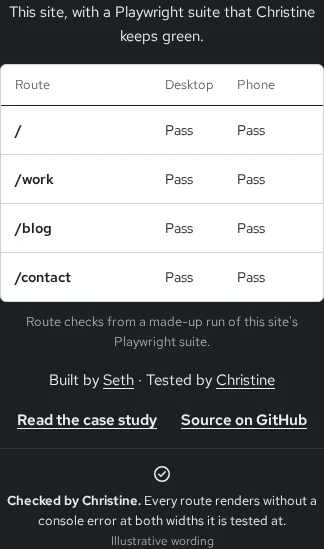 This site, with a Playwright suite that Christine
keeps green.
Route Desktop Phone
/ Pass Pass
/work Pass Pass
/blog Pass Pass
/contact Pass Pass
Route checks from a made-up run of this site's
Playwright suite.
Built by Seth · Tested by Christine
Read the case study Source on GitHub
Checked by Christine. Every route renders without a
console error at both widths it is tested at.
Illustrative wording